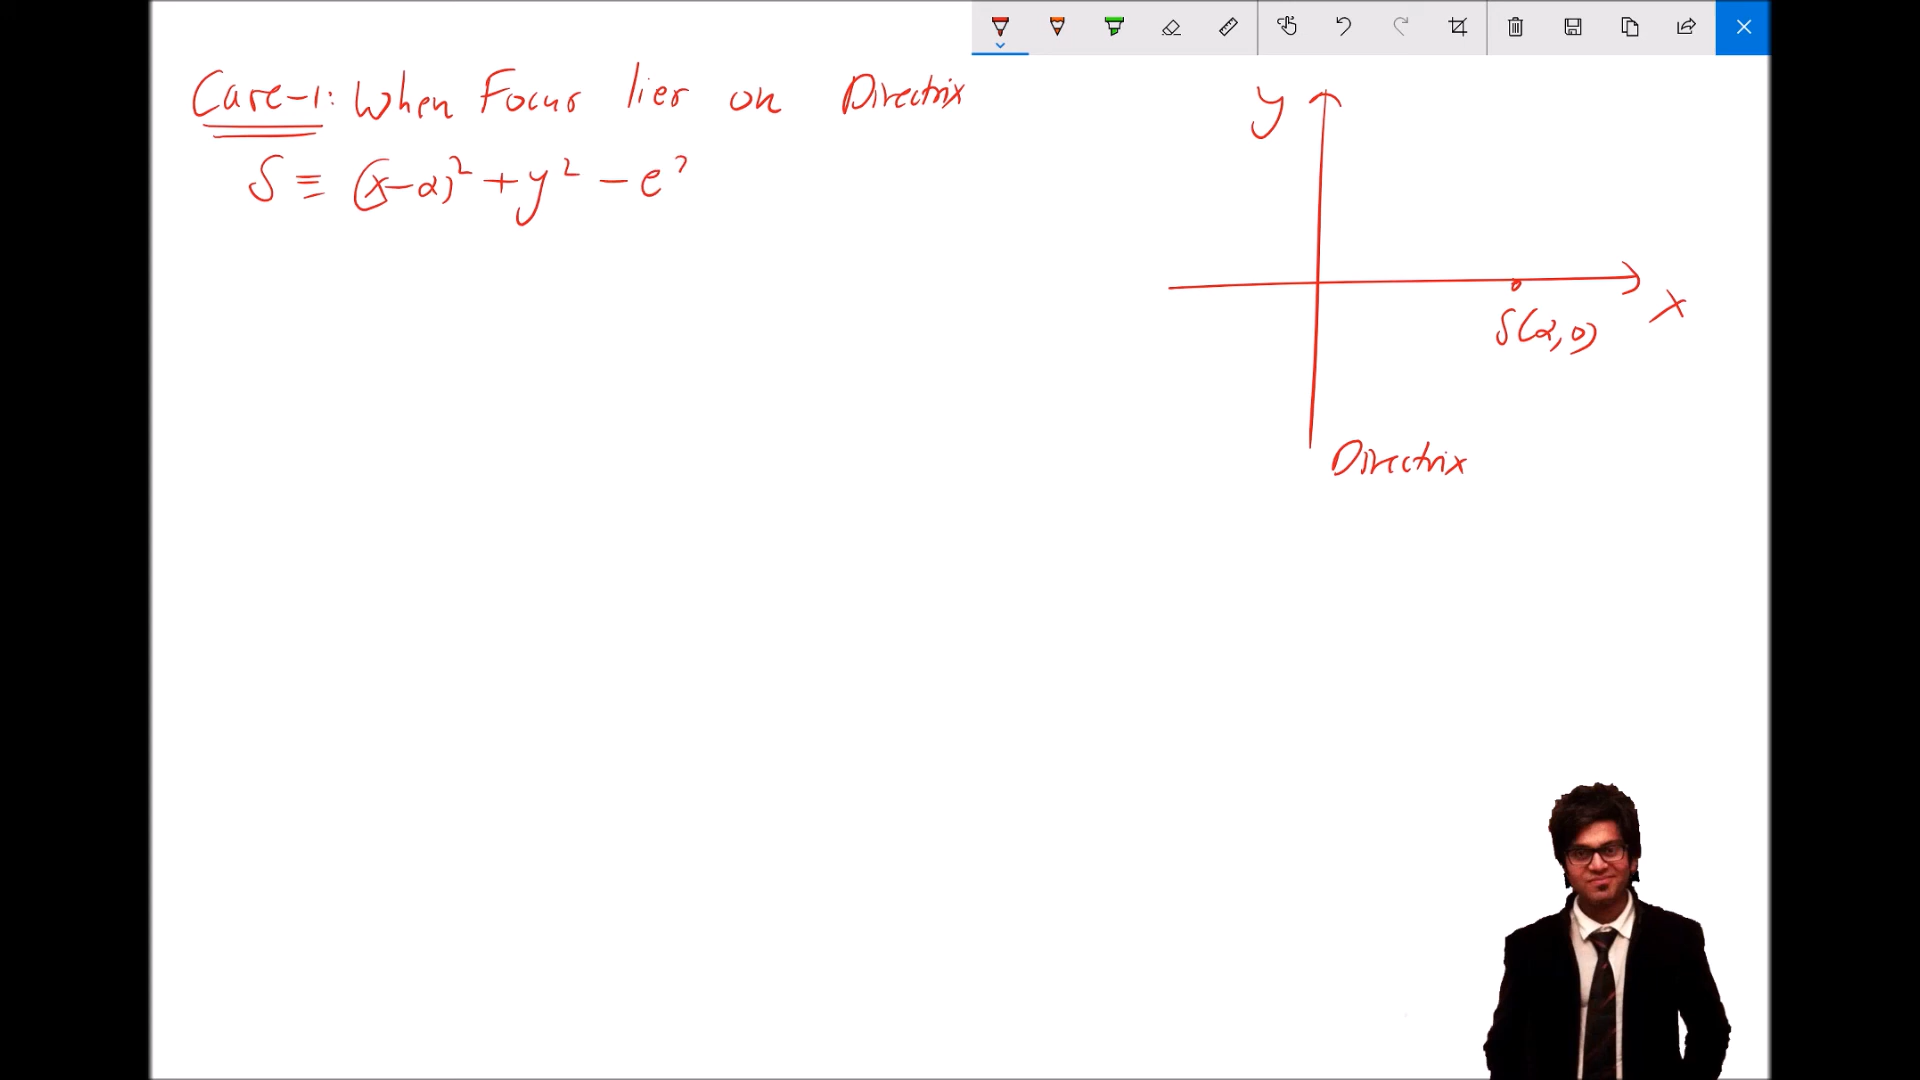 Case-1: When Focus lies on Directrix
S ≡ (x-α)² + y² - e²
y
x
S(α,0)
Directrix